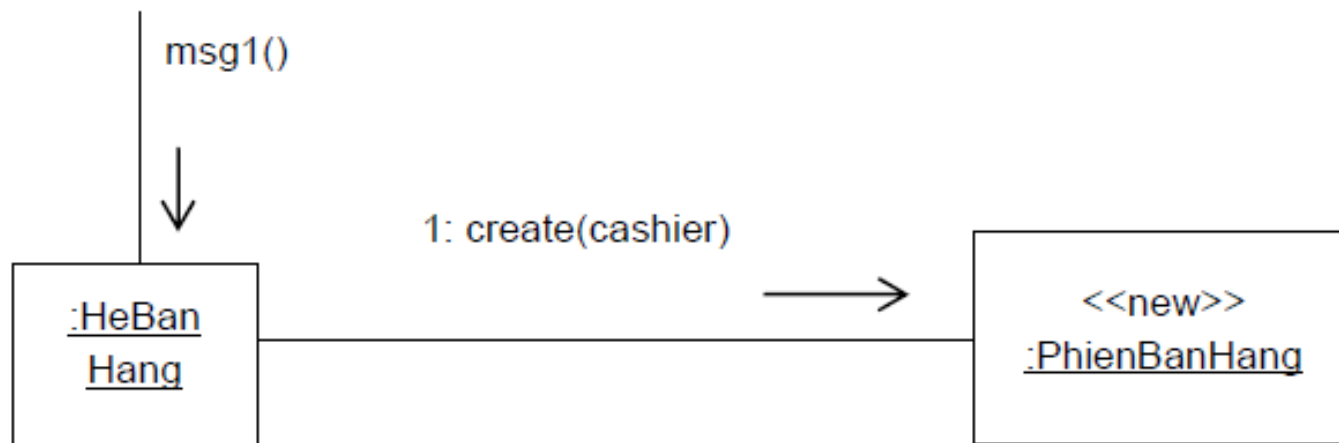 msg1()
1: create(cashier)
:HeBan
Hang
<<new>>
:PhienBanHang